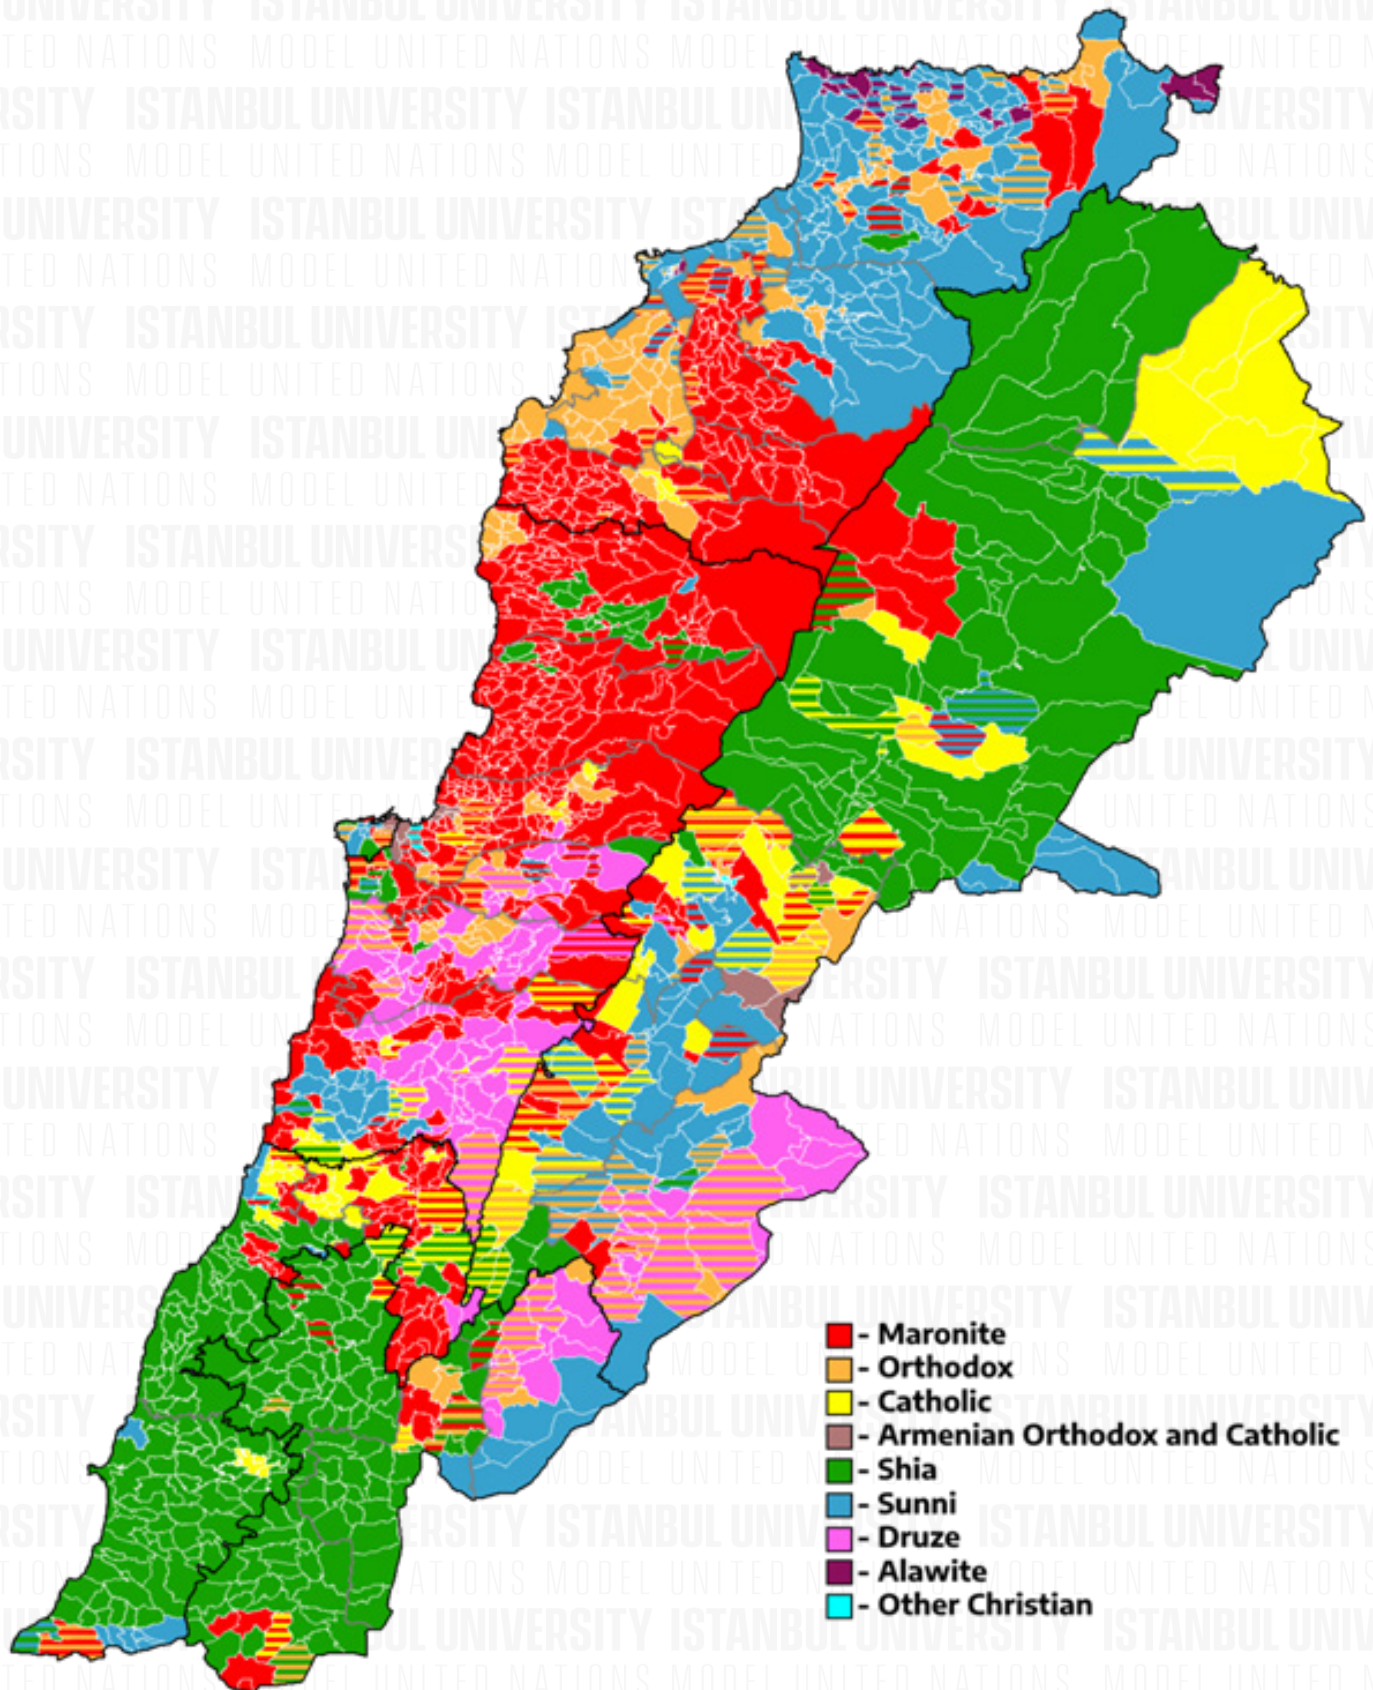 - Maronite
- Orthodox
- Catholic
- Armenian Orthodox and Catholic
- Shia
- Sunni
- Druze
- Alawite
- Other Christian
ISTANBUL UNIVERSITY
MODEL UNITED NATIONS